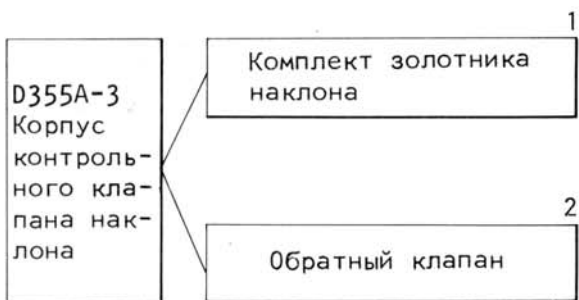 D355A-3
Корпус
контроль-
ного кла-
пана нак-
лона
1
Комплект золотника
наклона
2
Обратный клапан